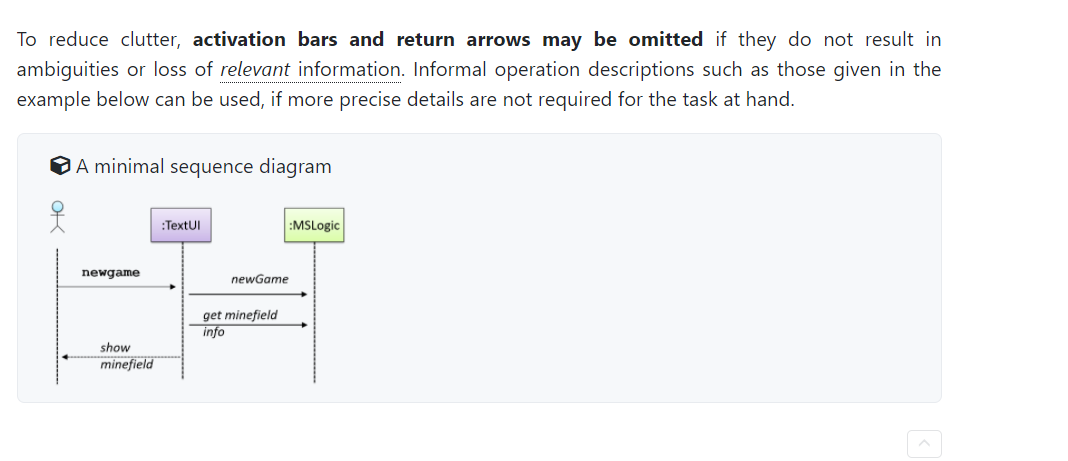 To reduce clutter, activation bars and return arrows may be omitted if they do not result in
ambiguities or loss of relevant information. Informal operation descriptions such as those given in the
example below can be used, if more precise details are not required for the task at hand.
A minimal sequence diagram
:TextUI
:MSLogic
newgame
newGame
get minefield
info
show
minefield